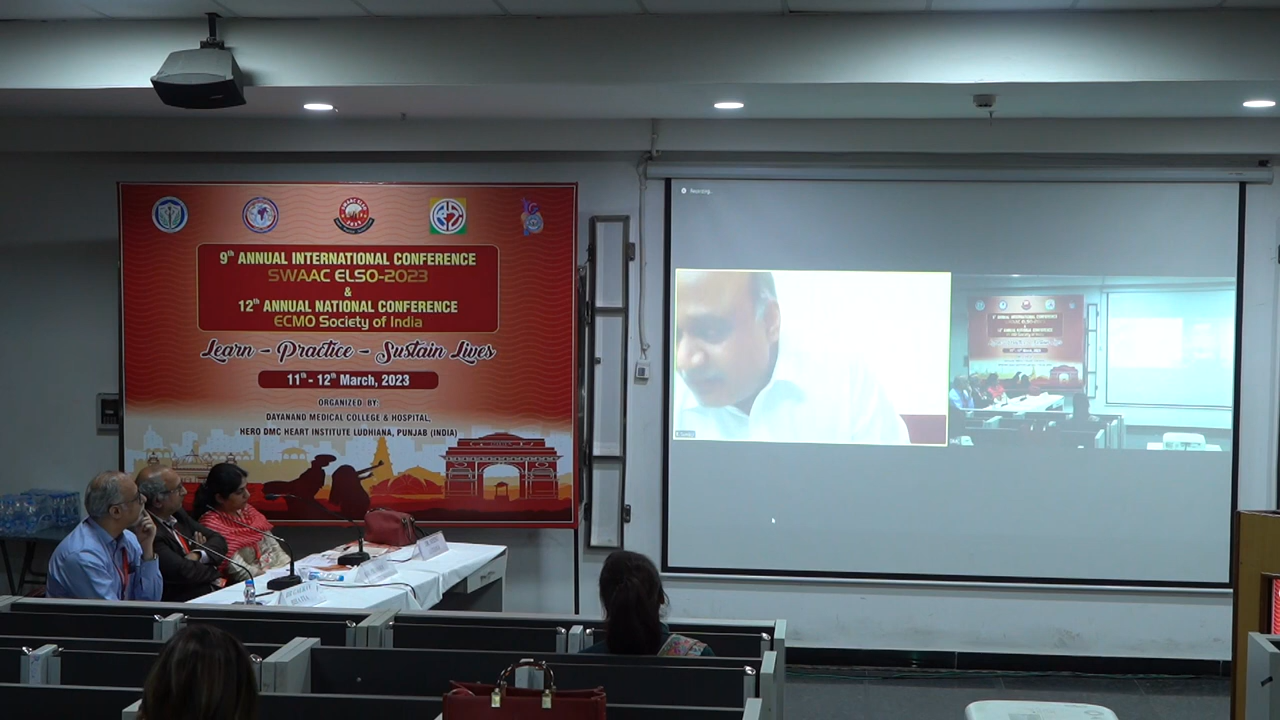 9th ANNUAL INTERNATIONAL CONFERENCE
SWAAC ELSO-2023
&
12th ANNUAL NATIONAL CONFERENCE
ECMO Society of India
Learn - Practice - Sustain Lives
11th - 12th March, 2023
ORGANIZED BY:
DAYANAND MEDICAL COLLEGE & HOSPITAL,
HERO DMC HEART INSTITUTE LUDHIANA, PUNJAB (INDIA)
Recording...